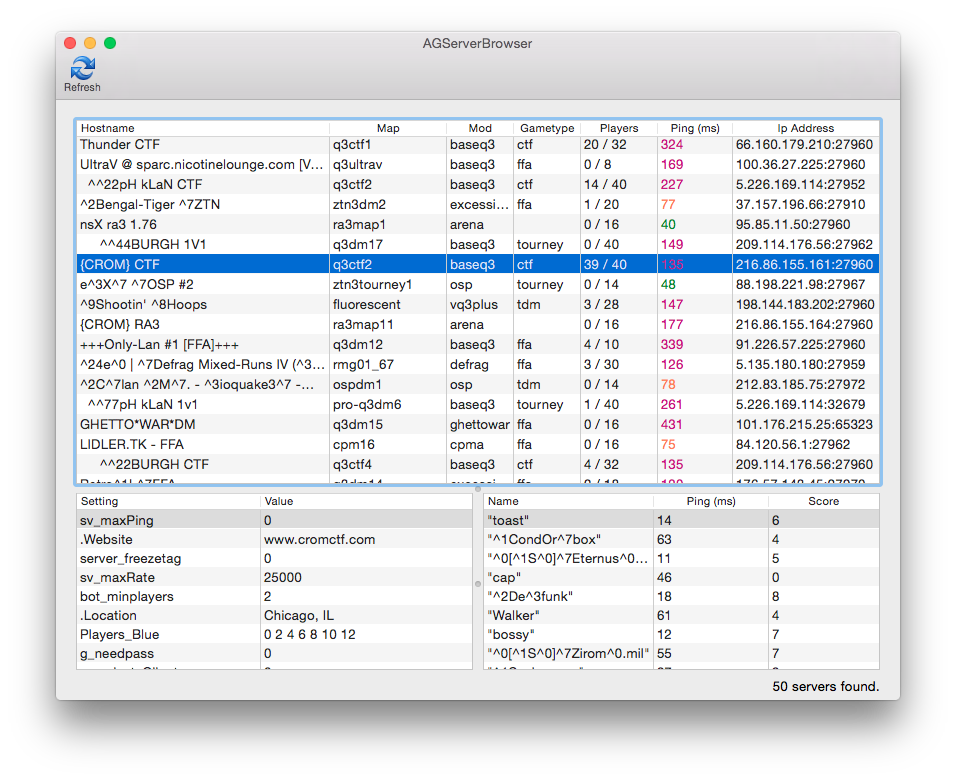 AGServerBrowser
Refresh
Hostname Map Mod Gametype Players Ping (ms) Ip Address
Thunder CTF q3ctf1 baseq3 ctf 20 / 32 324 66.160.179.210:27960
UltraV @ sparc.nicotinelounge.com [V... q3ultrav baseq3 ffa 0 / 8 169 100.36.27.225:27960
^^22pH kLaN CTF q3ctf2 baseq3 ctf 14 / 40 227 5.226.169.114:27952
^2Bengal-Tiger ^7ZTN ztn3dm2 excessi... ffa 1 / 20 77 37.157.196.66:27910
nsX ra3 1.76 ra3map1 arena 0 / 16 40 95.85.11.50:27960
^^44BURGH 1V1 q3dm17 baseq3 tourney 0 / 40 149 209.114.176.56:27962
{CROM} CTF q3ctf2 baseq3 ctf 39 / 40 135 216.86.155.161:27960
e^3X^7 ^7OSP #2 ztn3tourney1 osp tourney 0 / 14 48 88.198.221.98:27967
^9Shootin' ^8Hoops fluorescent vq3plus tdm 3 / 28 147 198.144.183.202:27960
{CROM} RA3 ra3map11 arena 0 / 16 177 216.86.155.164:27960
+++Only-Lan #1 [FFA]+++ q3dm12 baseq3 ffa 4 / 10 339 91.226.57.225:27960
^24e^0 | ^7Defrag Mixed-Runs IV (^3... rmg01_67 defrag ffa 3 / 30 126 5.135.180.180:27959
^2C^7lan ^2M^7. - ^3ioquake3^7 -... ospdm1 osp tdm 0 / 14 78 212.83.185.75:27972
^^77pH kLaN 1v1 pro-q3dm6 baseq3 tourney 1 / 40 261 5.226.169.114:32679
GHETTO*WAR*DM q3dm15 ghettowar ffa 0 / 16 431 101.176.215.25:65323
LIDLER.TK - FFA cpm16 cpma ffa 0 / 16 75 84.120.56.1:27962
^^22BURGH CTF q3ctf4 baseq3 ctf 4 / 32 135 209.114.176.56:27960
Setting Value
sv_maxPing 0
.Website www.cromctf.com
server_freezetag 0
sv_maxRate 25000
bot_minplayers 2
.Location Chicago, IL
Players_Blue 0 2 4 6 8 10 12
g_needpass 0
Name Ping (ms) Score
"toast" 14 6
"^1CondOr^7box" 63 4
"^0[^1S^0]^7Eternus^0... 11 5
"cap" 46 0
"^2De^3funk" 18 8
"Walker" 61 4
"bossy" 12 7
"^0[^1S^0]^7Zirom^0.mil" 55 7
50 servers found.